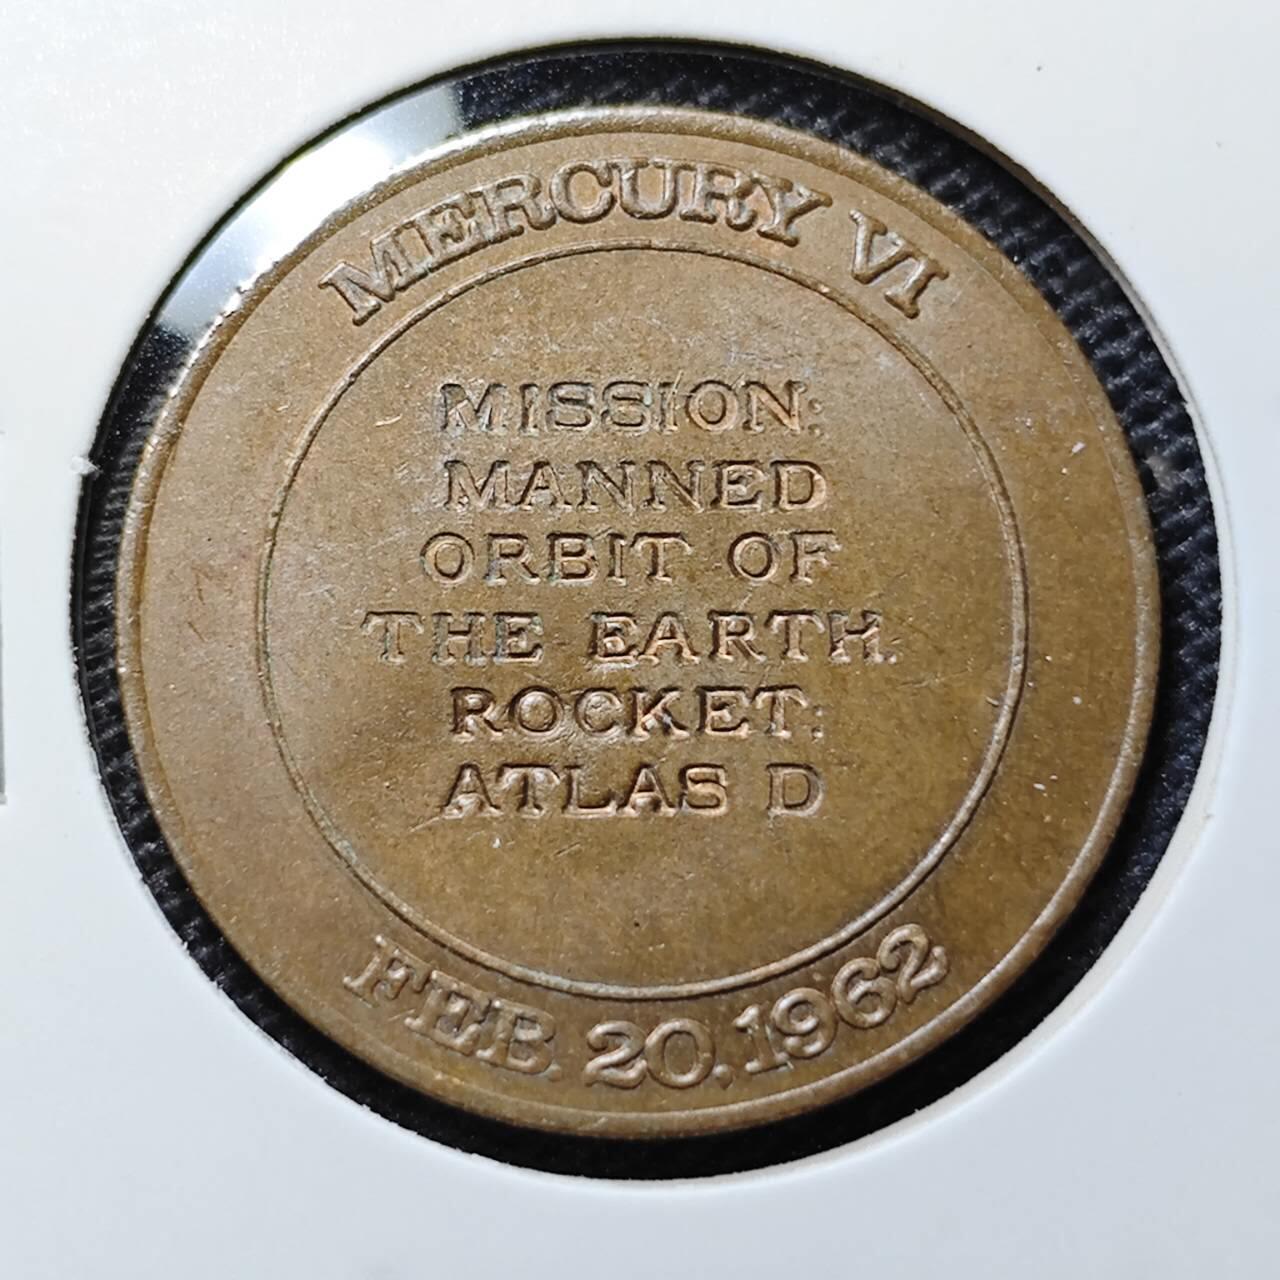 MERCURY VI
MISSION:
MANNED
ORBIT OF
THE EARTH.
ROCKET:
ATLAS D
FEB. 20, 1962